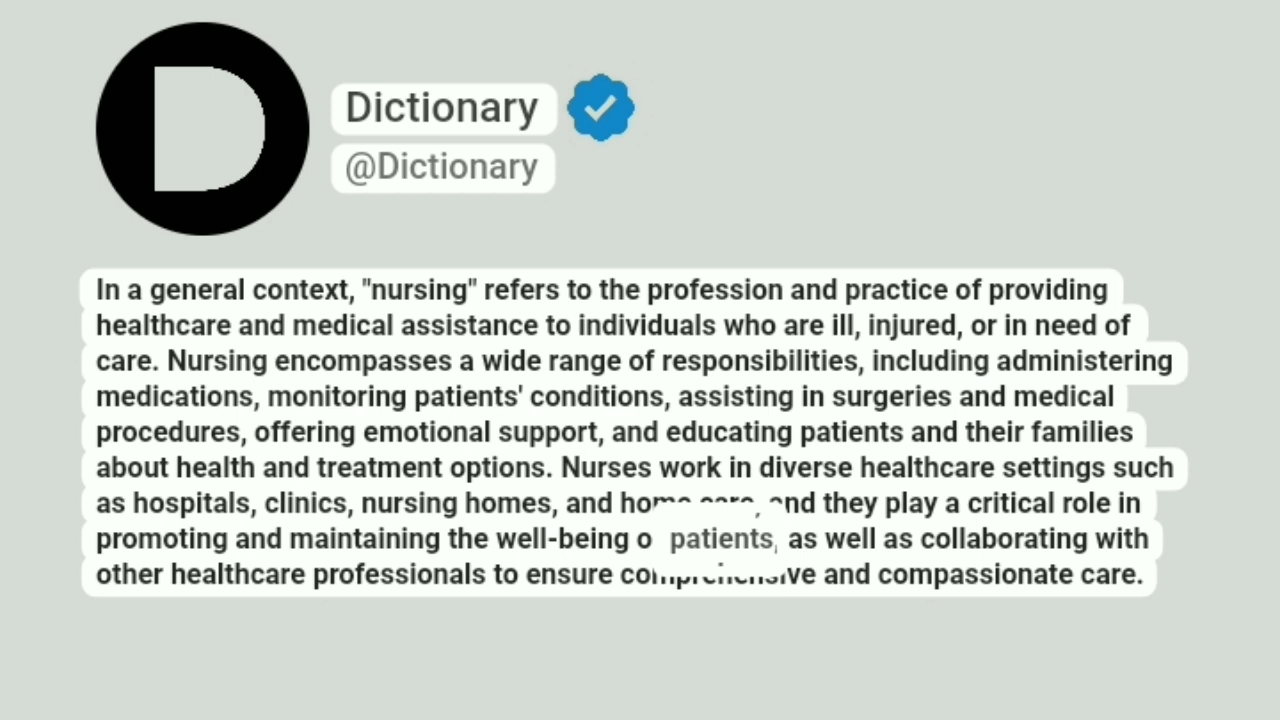 D
Dictionary
@Dictionary
In a general context, "nursing" refers to the profession and practice of providing
healthcare and medical assistance to individuals who are ill, injured, or in need of
care. Nursing encompasses a wide range of responsibilities, including administering
medications, monitoring patients' conditions, assisting in surgeries and medical
procedures, offering emotional support, and educating patients and their families
about health and treatment options. Nurses work in diverse healthcare settings such
as hospitals, clinics, nursing homes, and home care, and they play a critical role in
promoting and maintaining the well-being o patients, as well as collaborating with
other healthcare professionals to ensure comprehensive and compassionate care.